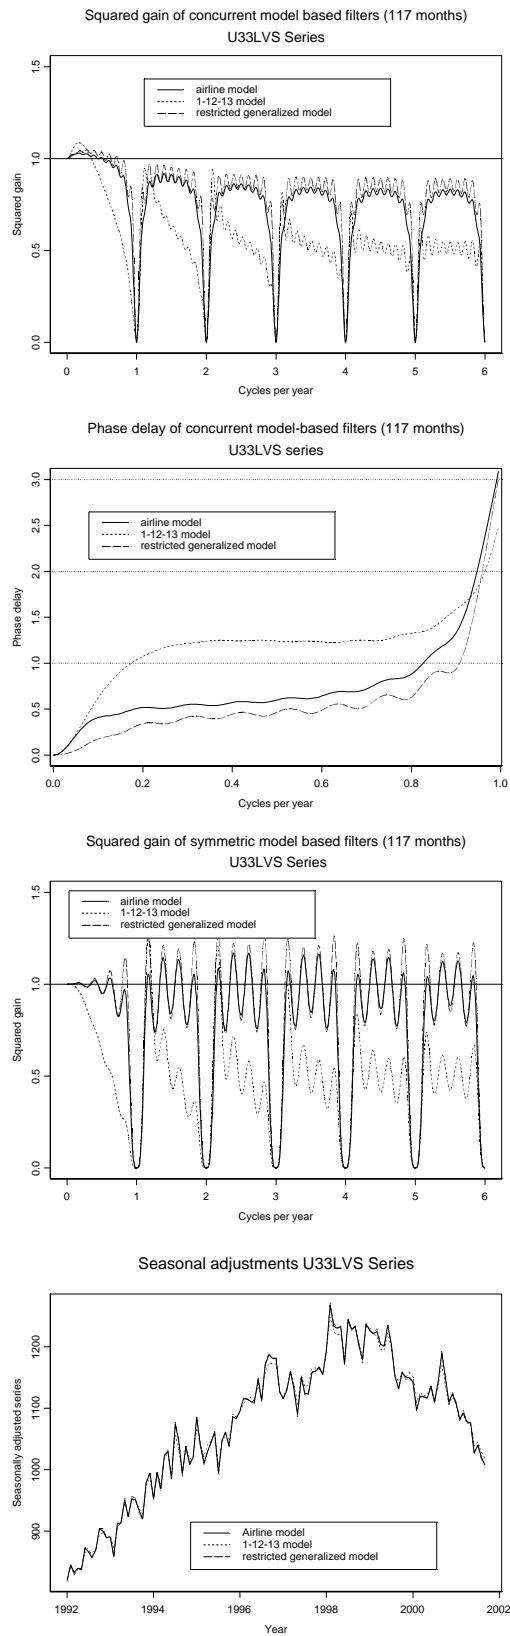 Squared gain of concurrent model based filters (117 months)
U33LVS Series
airline model
1-12-13 model
restricted generalized model
Squared gain
0.0 0.5 1.0 1.5
0 1 2 3 4 5 6
Cycles per year
Phase delay of concurrent model-based filters (117 months)
U33LVS series
airline model
1-12-13 model
restricted generalized model
Phase delay
0.0 0.5 1.0 1.5 2.0 2.5 3.0
0.0 0.2 0.4 0.6 0.8 1.0
Cycles per year
Squared gain of symmetric model based filters (117 months)
U33LVS Series
airline model
1-12-13 model
restricted generalized model
Squared gain
0.0 0.5 1.0 1.5
0 1 2 3 4 5 6
Cycles per year
Seasonal adjustments U33LVS Series
Seasonally adjusted series
900 1000 1100 1200
Airline model
1-12-13 model
restricted generalized model
1992 1994 1996 1998 2000 2002
Year